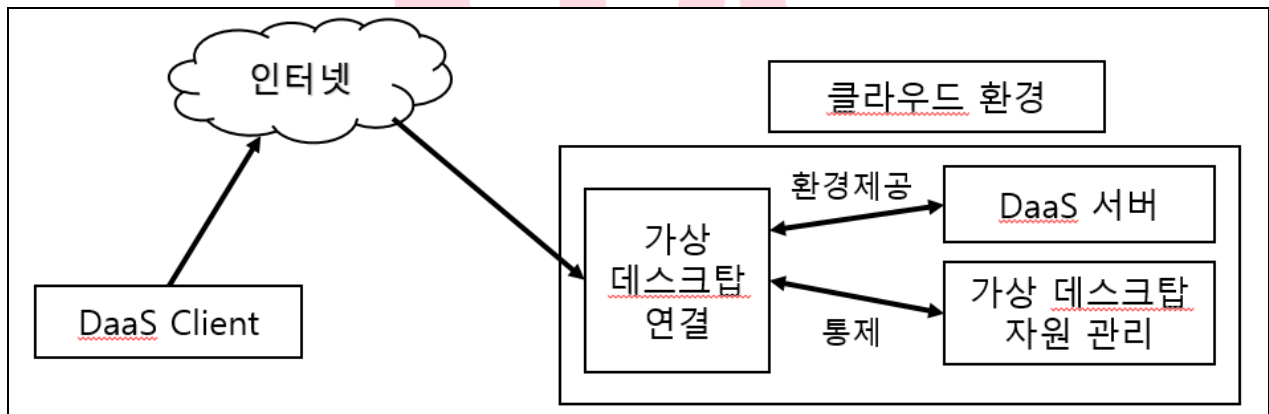 인터넷
클라우드 환경
환경제공
DaaS 서버
가상
데스크탑
연결
가상 데스크탑
자원 관리
통제
DaaS Client